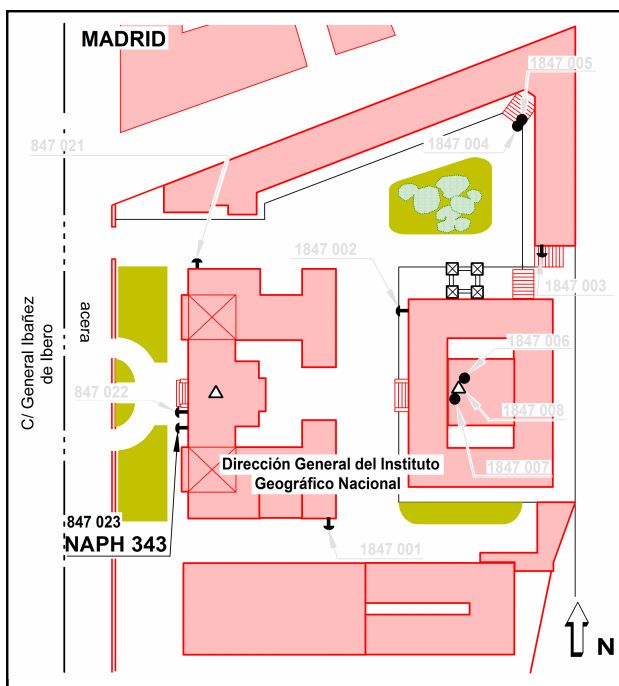 MADRID
1847 005
847 021
1847 004
1847 002
1847 003
C/ General Ibañez
de Ibero
acera
1847 006
847 022
1847 008
Dirección General del Instituto
Geográfico Nacional
1847 007
847 023
NAPH 343
1847 001
N